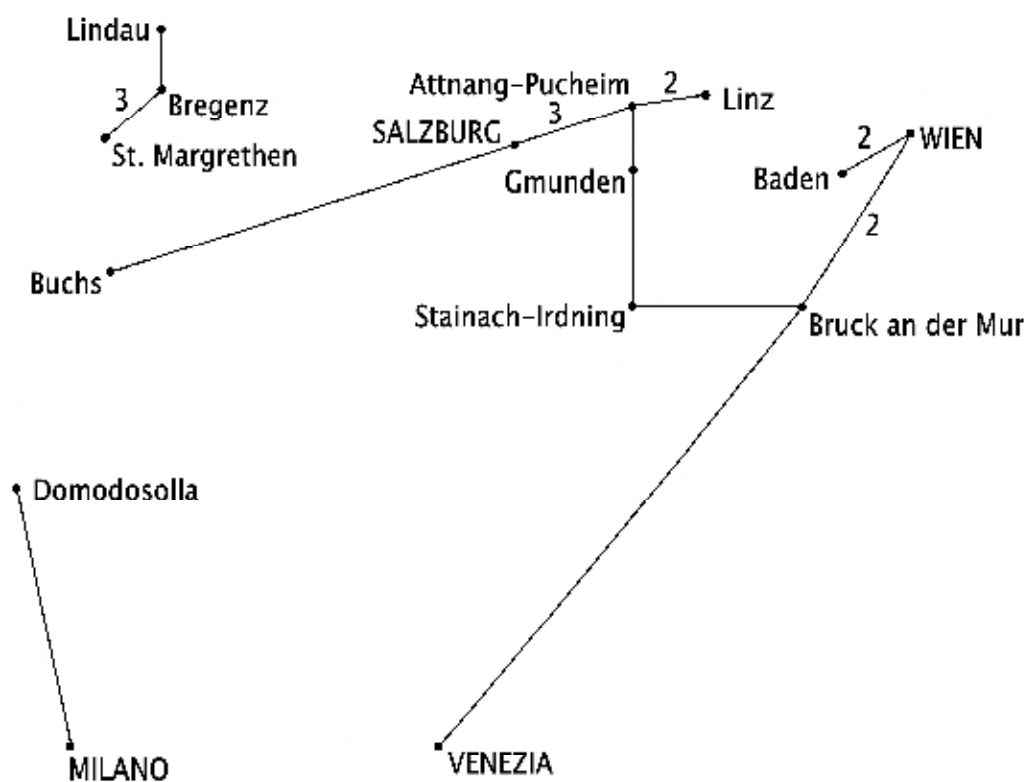 Lindau
3
Bregenz
St. Margrethen
Attnang-Pucheim
2
Linz
3
SALZBURG
Gmunden
2
WIEN
Baden
2
Buchs
Stainach-Irdning
Bruck an der Mur
Domodosolla
MILANO
VENEZIA